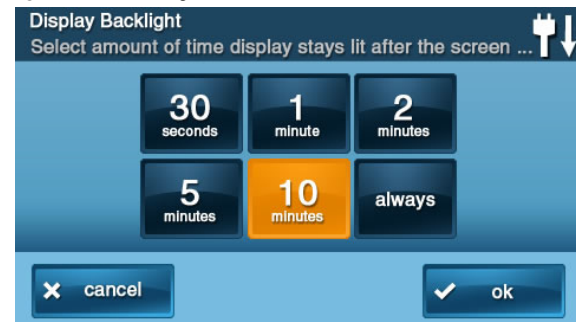 Display Backlight
Select amount of time display stays lit after the screen ...
30
seconds
1
minute
2
minutes
5
minutes
10
minutes
always
cancel
ok